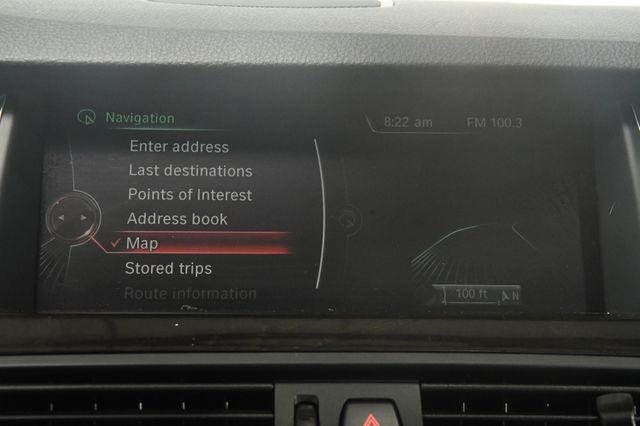 Navigation
8:22 am FM 100.3
Enter address
Last destinations
Points of Interest
Address book
Map
Stored trips
Route information
100 ft N